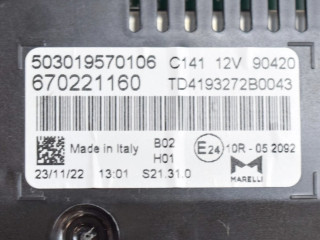 503019570106 C141 12V 90420
670221160 TD4193272B0043
Made in Italy B02 E24 10R - 05 2092
H01
23/11/22 13:01 S21.31.0 MARELLI